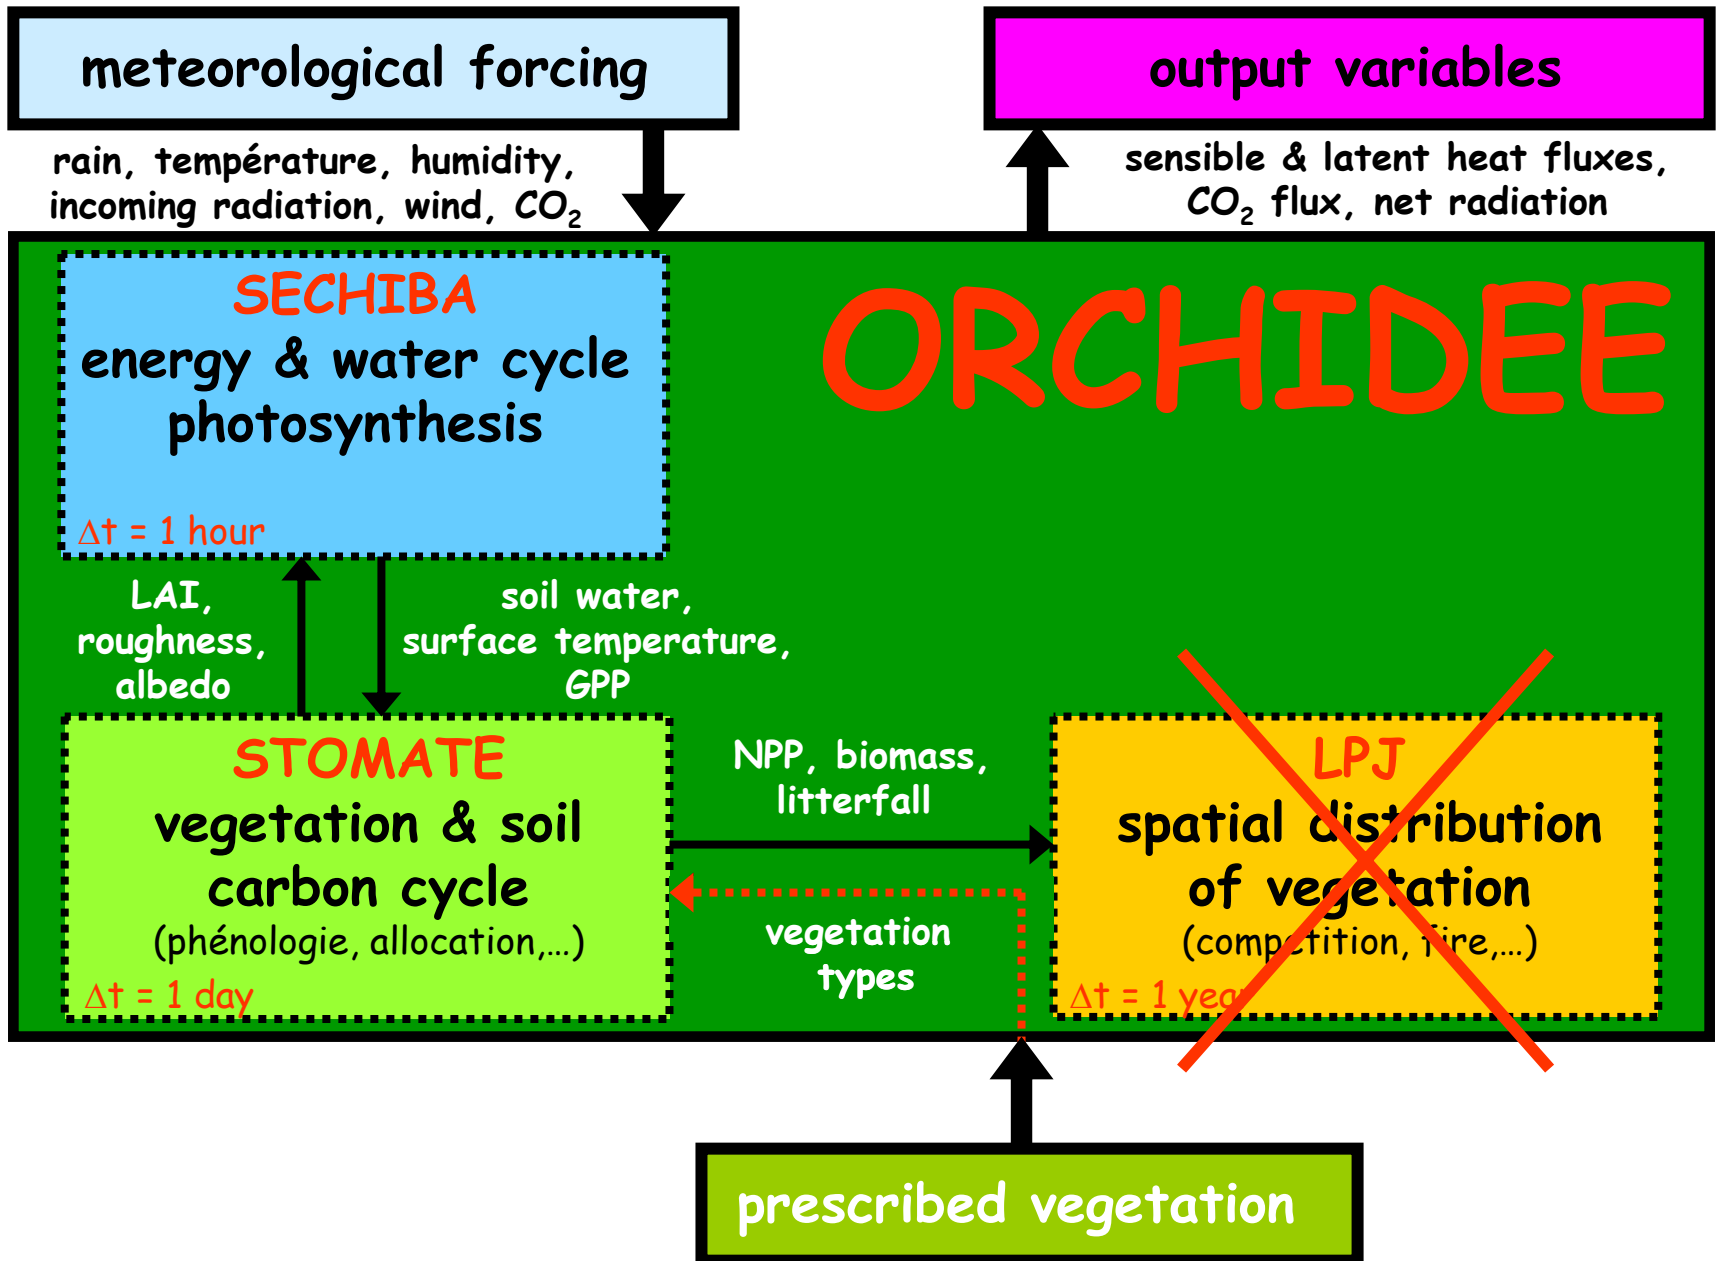 meteorological forcing
output variables
rain, température, humidity,
incoming radiation, wind, CO₂
sensible & latent heat fluxes,
CO₂ flux, net radiation
ORCHIDEE
SECHIBA
energy & water cycle
photosynthesis
Δt = 1 hour
LAI,
roughness,
albedo
soil water,
surface temperature,
GPP
STOMATE
vegetation & soil
carbon cycle
(phénologie, allocation,...)
Δt = 1 day
NPP, biomass,
litterfall
vegetation
types
LPJ
spatial distribution
of vegetation
(competition, fire,...)
Δt = 1 year
prescribed vegetation